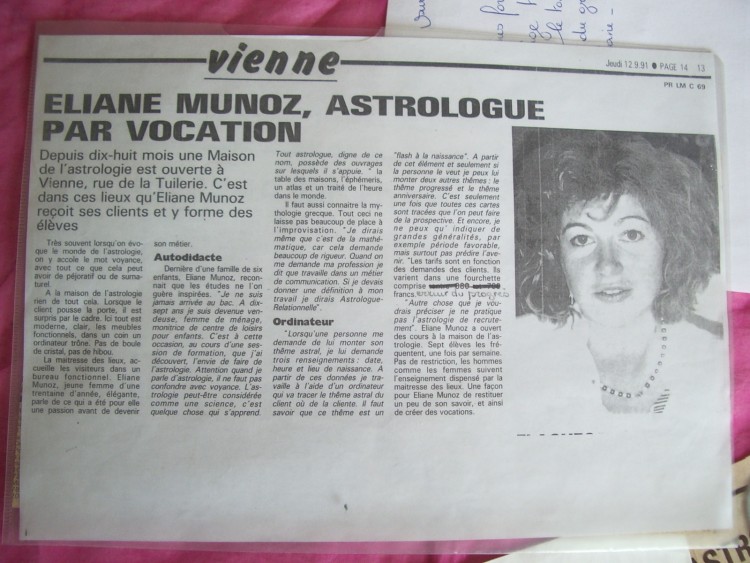 vienne
Jeudi 12.9.91 ● PAGE 14 13
PR LM C 69
ELIANE MUNOZ, ASTROLOGUE
PAR VOCATION
Depuis dix-huit mois une Maison
de l'astrologie est ouverte à
Vienne, rue de la Tuilerie. C'est
dans ces lieux qu'Eliane Munoz
reçoit ses clients et y forme des
élèves
Très souvent lorsqu'on évo-
que le monde de l'astrologie,
on y accole le mot voyance,
avec tout ce que cela peut
avoir de péjoratif ou de surna-
turel.
A la maison de l'astrologie
rien de tout cela. Lorsque le
client pousse la porte, il est
surpris par le cadre. Ici tout est
moderne, clair, les meubles
fonctionnels, dans un coin un
ordinateur trône. Pas de boule
de cristal, pas de hibou.
La maitresse des lieux, ac-
cueille les visiteurs dans un
bureau fonctionnel. Eliane
Munoz, jeune femme d'une
trentaine d'année, élégante,
parle de ce qui a été pour elle
une passion avant de devenir
son métier.
Autodidacte
Dernière d'une famille de six
enfants, Eliane Munoz, recon-
nait que les études ne l'on
guère inspirées. "Je ne suis
jamais arrivée au bac. A dix-
sept ans je suis devenue ven-
deuse, femme de ménage,
monitrice de centre de loisirs
pour enfants. C'est à cette
occasion, au cours d'une ses-
sion de formation, que j'ai
découvert, l'envie de faire de
l'astrologie. Attention quand je
parle d'astrologie, il ne faut pas
confondre avec voyance. L'as-
trologie peut-être considérée
comme une science, c'est
quelque chose qui s'apprend.
Tout astrologue, digne de ce
nom, possède des ouvrages
sur lesquels il s'appuie. " la
table des maisons, l'éphéméris,
un atlas et un traité de l'heure
dans le monde.
Il faut aussi connaitre la my-
thologie grecque. Tout ceci ne
laisse pas beaucoup de place à
l'improvisation. "Je dirais
même que c'est de la mathé-
matique, car cela demande
beaucoup de rigueur. Quand on
me demande ma profession je
dit que travaille dans un métier
de communication. Si je devais
donner une définition à mon
travail je dirais Astrologue-
Relationnelle".
Ordinateur
"Lorsqu'une personne me
demande de lui monter son
thème astral, je lui demande
trois renseignements : date,
heure et lieu de naissance. A
partir de ces données je tra-
vaille à l'aide d'un ordinateur
qui va tracer le thème astral du
client où de la cliente. Il faut
savoir que ce thème est un
"flash à la naissance". A partir
de cet élément et seulement si
la personne le veut je peux lui
monter deux autres thèmes : le
thème progressé et le thème
anniversaire. C'est seulement
une fois que toutes ces cartes
sont tracées que l'on peut faire
de la prospective. Et encore, je
ne peux qu'indiquer de
grandes généralités, par
exemple période favorable,
mais surtout pas prédire l'ave-
nir. "Les tarifs sont en fonction
des demandes des clients. Ils
varient dans une fourchette
comprise
francs
"Autre chose que je vou-
drais préciser je ne pratique
pas l'astrologie de recrute-
ment". Eliane Munoz a ouvert
des cours à la maison de l'as-
trologie. Sept élèves les fré-
quentent, une fois par semaine.
Pas de restriction, les hommes
comme les femmes suivent
l'enseignement dispensé par la
maitresse des lieux. Une façon
pour Eliane Munoz de restituer
un peu de son savoir, et ainsi
de créer des vocations.